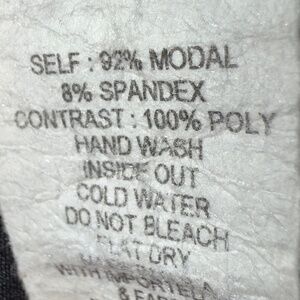 SELF : 92% MODAL
8% SPANDEX
CONTRAST : 100% POLY
HAND WASH
INSIDE OUT
COLD WATER
DO NOT BLEACH
FLAT DRY
WITH
&